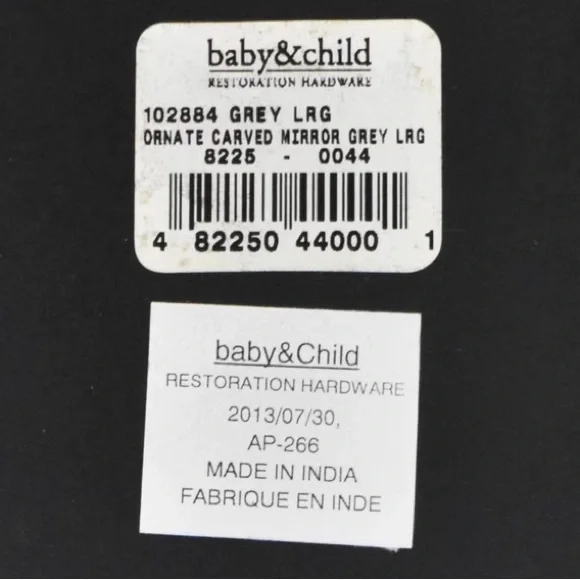 baby&child
RESTORATION HARDWARE
102884 GREY LRG
ORNATE CARVED MIRROR GREY LRG
8225 - 0044
4 82250 44000 1
baby&Child
RESTORATION HARDWARE
2013/07/30,
AP-266
MADE IN INDIA
FABRIQUE EN INDE